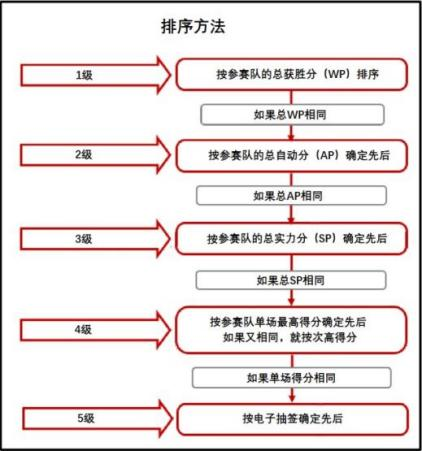 排序方法
1级
按参赛队的总获胜分（WP）排序
如果总WP相同
2级
按参赛队的总自动分（AP）确定先后
如果总AP相同
3级
按参赛队的总实力分（SP）确定先后
如果总SP相同
4级
按参赛队单场最高得分确定先后
如果又相同，就按次高得分
如果单场得分相同
5级
按电子抽签确定先后